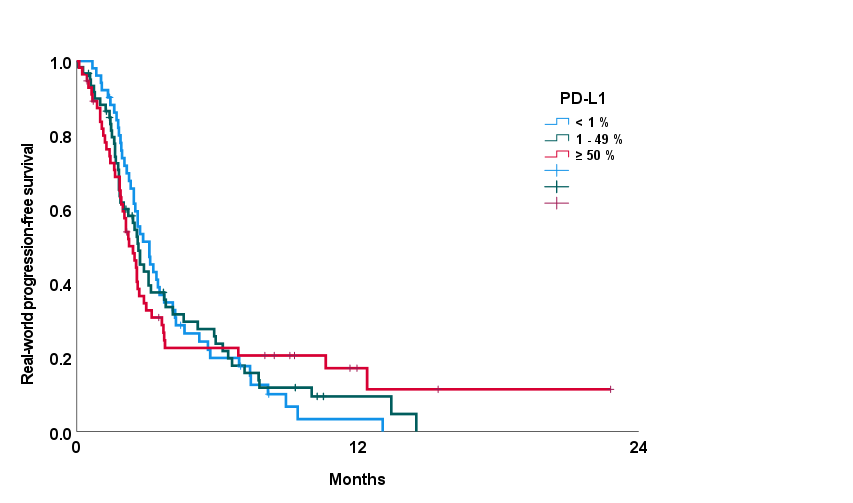 1.0
0.8
0.6
0.4
0.2
0.0
Real-world progression-free survival
0
12
24
Months
PD-L1
< 1 %
1 - 49 %
≥ 50 %